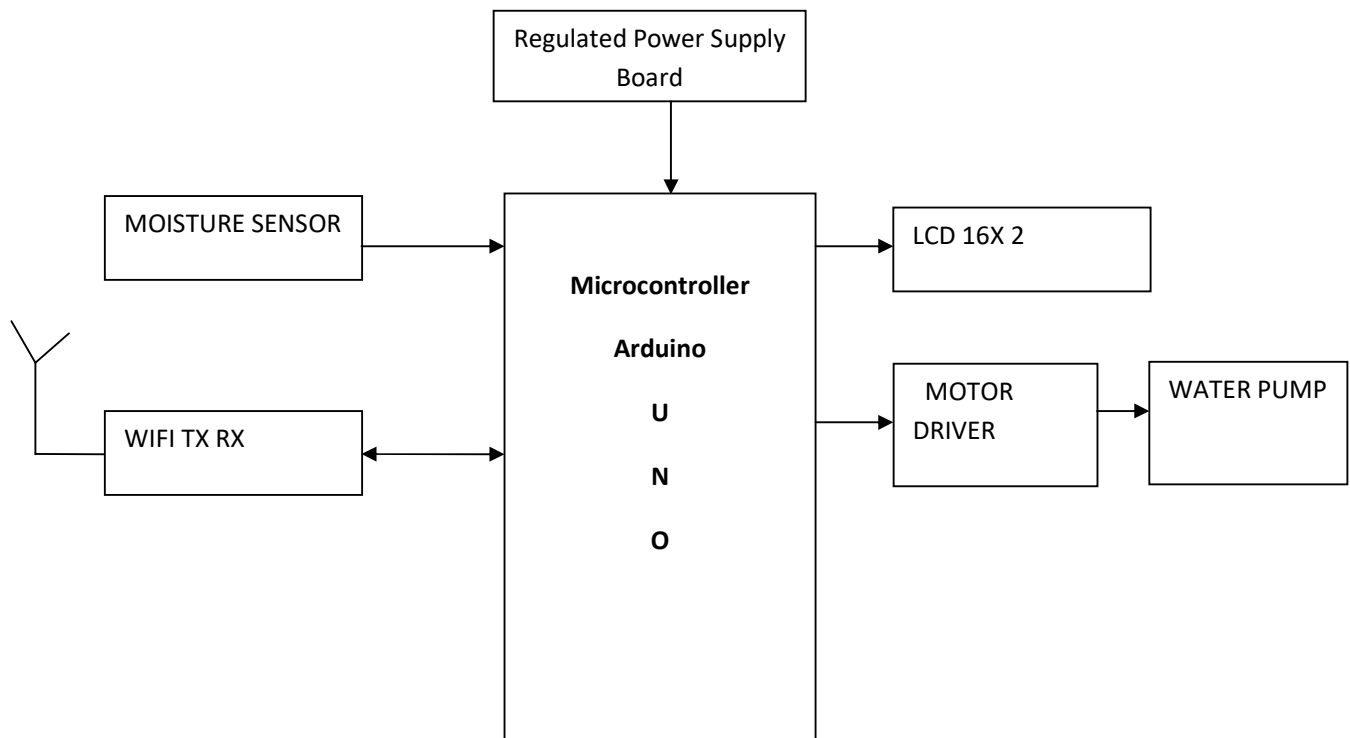 Regulated Power Supply
Board
MOISTURE SENSOR
WIFI TX RX
Microcontroller
Arduino
U
N
O
LCD 16X 2
MOTOR
DRIVER
WATER PUMP